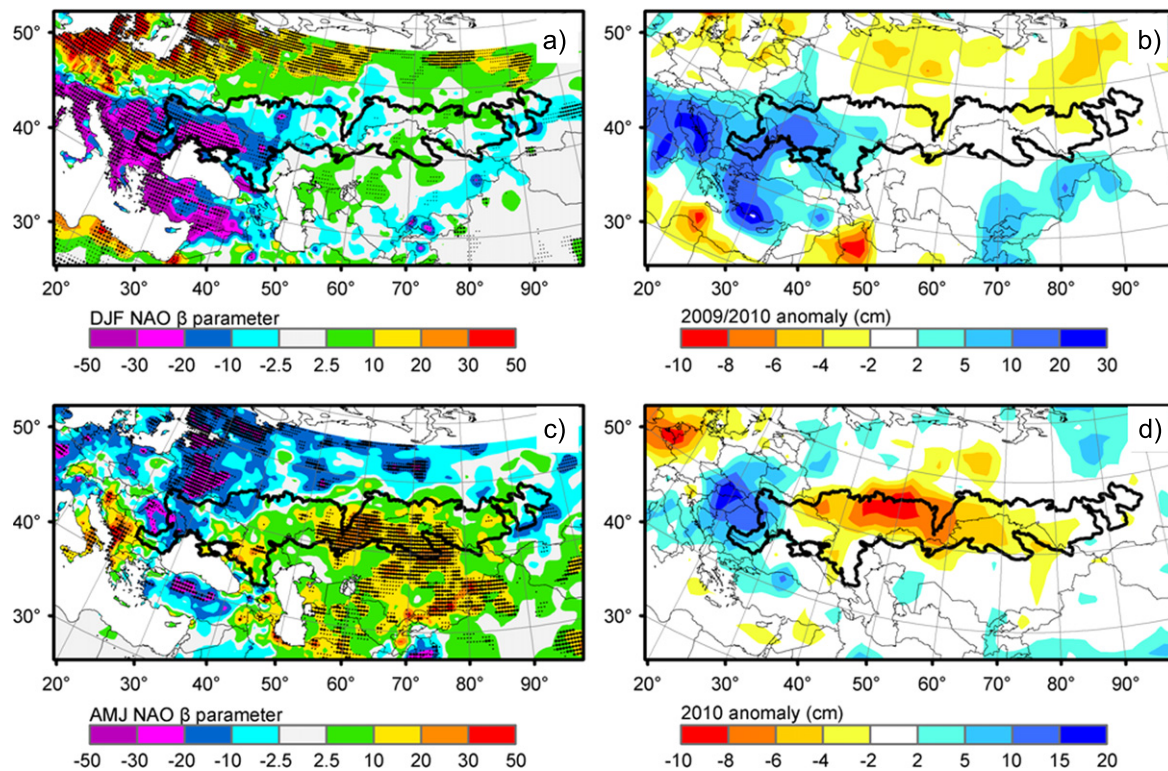 a)
50°
40°
30°
20° 30° 40° 50° 60° 70° 80° 90°
DJF NAO β parameter
-50 -30 -20 -10 -2.5 2.5 10 20 30 50
b)
50°
40°
30°
20° 30° 40° 50° 60° 70° 80° 90°
2009/2010 anomaly (cm)
-10 -8 -6 -4 -2 2 5 10 20 30
c)
50°
40°
30°
20° 30° 40° 50° 60° 70° 80° 90°
AMJ NAO β parameter
-50 -30 -20 -10 -2.5 2.5 10 20 30 50
d)
50°
40°
30°
20° 30° 40° 50° 60° 70° 80° 90°
2010 anomaly (cm)
-10 -8 -6 -4 -2 2 5 10 15 20